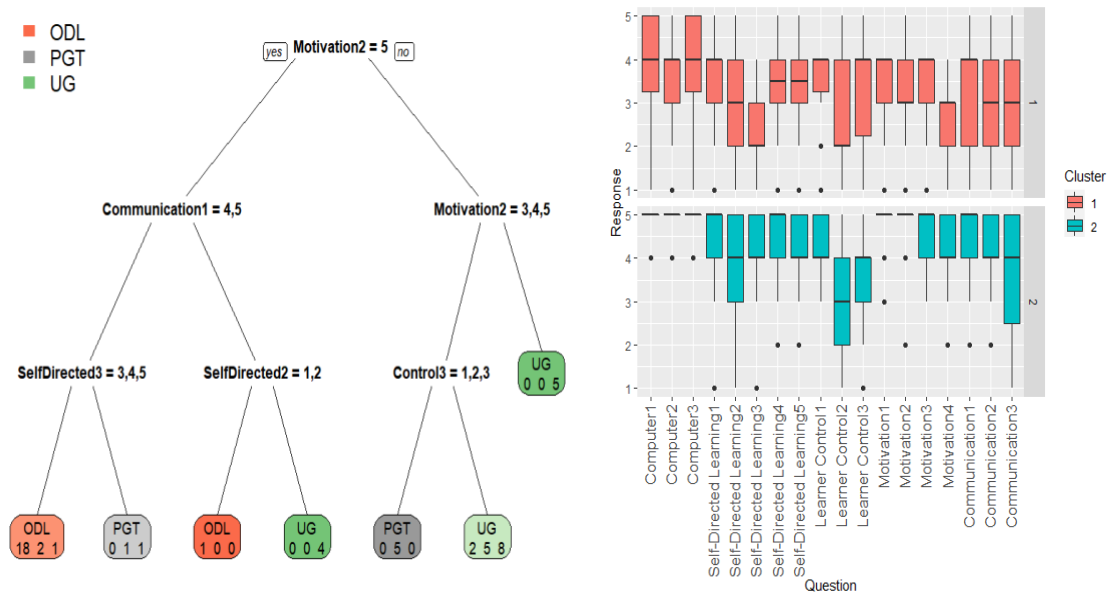 ODL
PGT
UG
yes Motivation2 = 5 no
Communication1 = 4,5
Motivation2 = 3,4,5
SelfDirected3 = 3,4,5
SelfDirected2 = 1,2
Control3 = 1,2,3
UG
0 0 5
ODL
18 2 1
PGT
0 1 1
ODL
1 0 0
UG
0 0 4
PGT
0 5 0
UG
2 5 8
5
4
3
2
1
1
5
4
3
2
1
2
Response
Computer1
Computer2
Computer3
Self-Directed Learning1
Self-Directed Learning2
Self-Directed Learning3
Self-Directed Learning4
Self-Directed Learning5
Learner Control1
Learner Control2
Learner Control3
Motivation1
Motivation2
Motivation3
Motivation4
Communication1
Communication2
Communication3
Question
Cluster
1
2